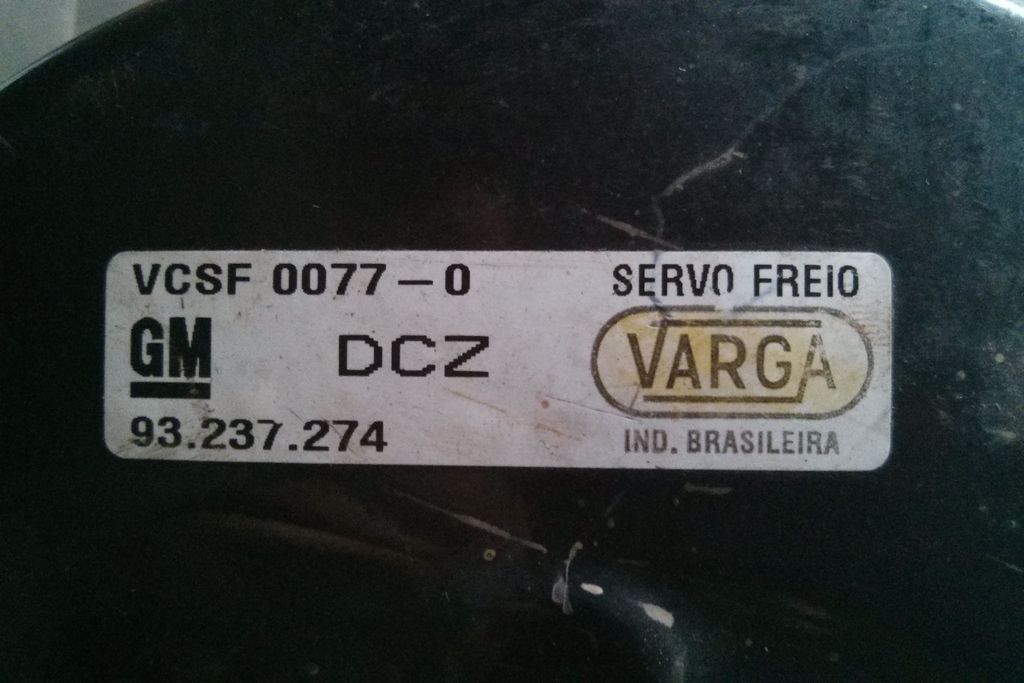 VCSF 0077-0
GM
DCZ
93.237.274
SERVO FREIO
VARGA
IND. BRASILEIRA